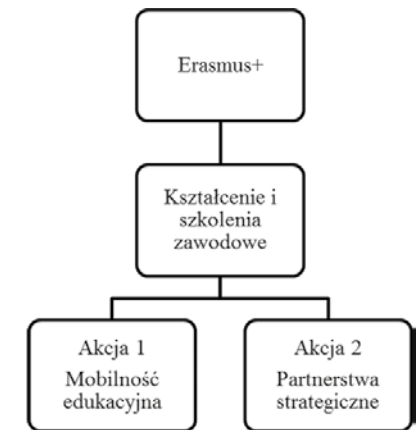 Erasmus+
Kształcenie i
szkolenia
zawodowe
Akcja 1
Mobilność
edukacyjna
Akcja 2
Partnerstwa
strategiczne